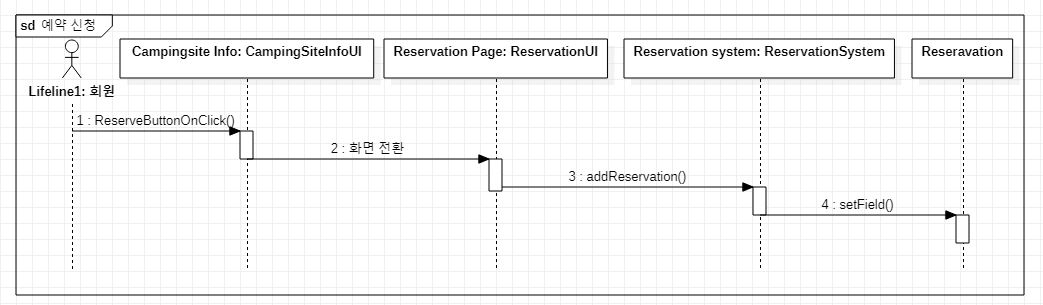 sd 예약 신청
Campingsite Info: CampingSiteInfoUI
Reservation Page: ReservationUI
Reservation system: ReservationSystem
Reseravation
Lifeline1: 회원
1 : ReserveButtonOnClick()
2 : 화면 전환
3 : addReservation()
4 : setField()